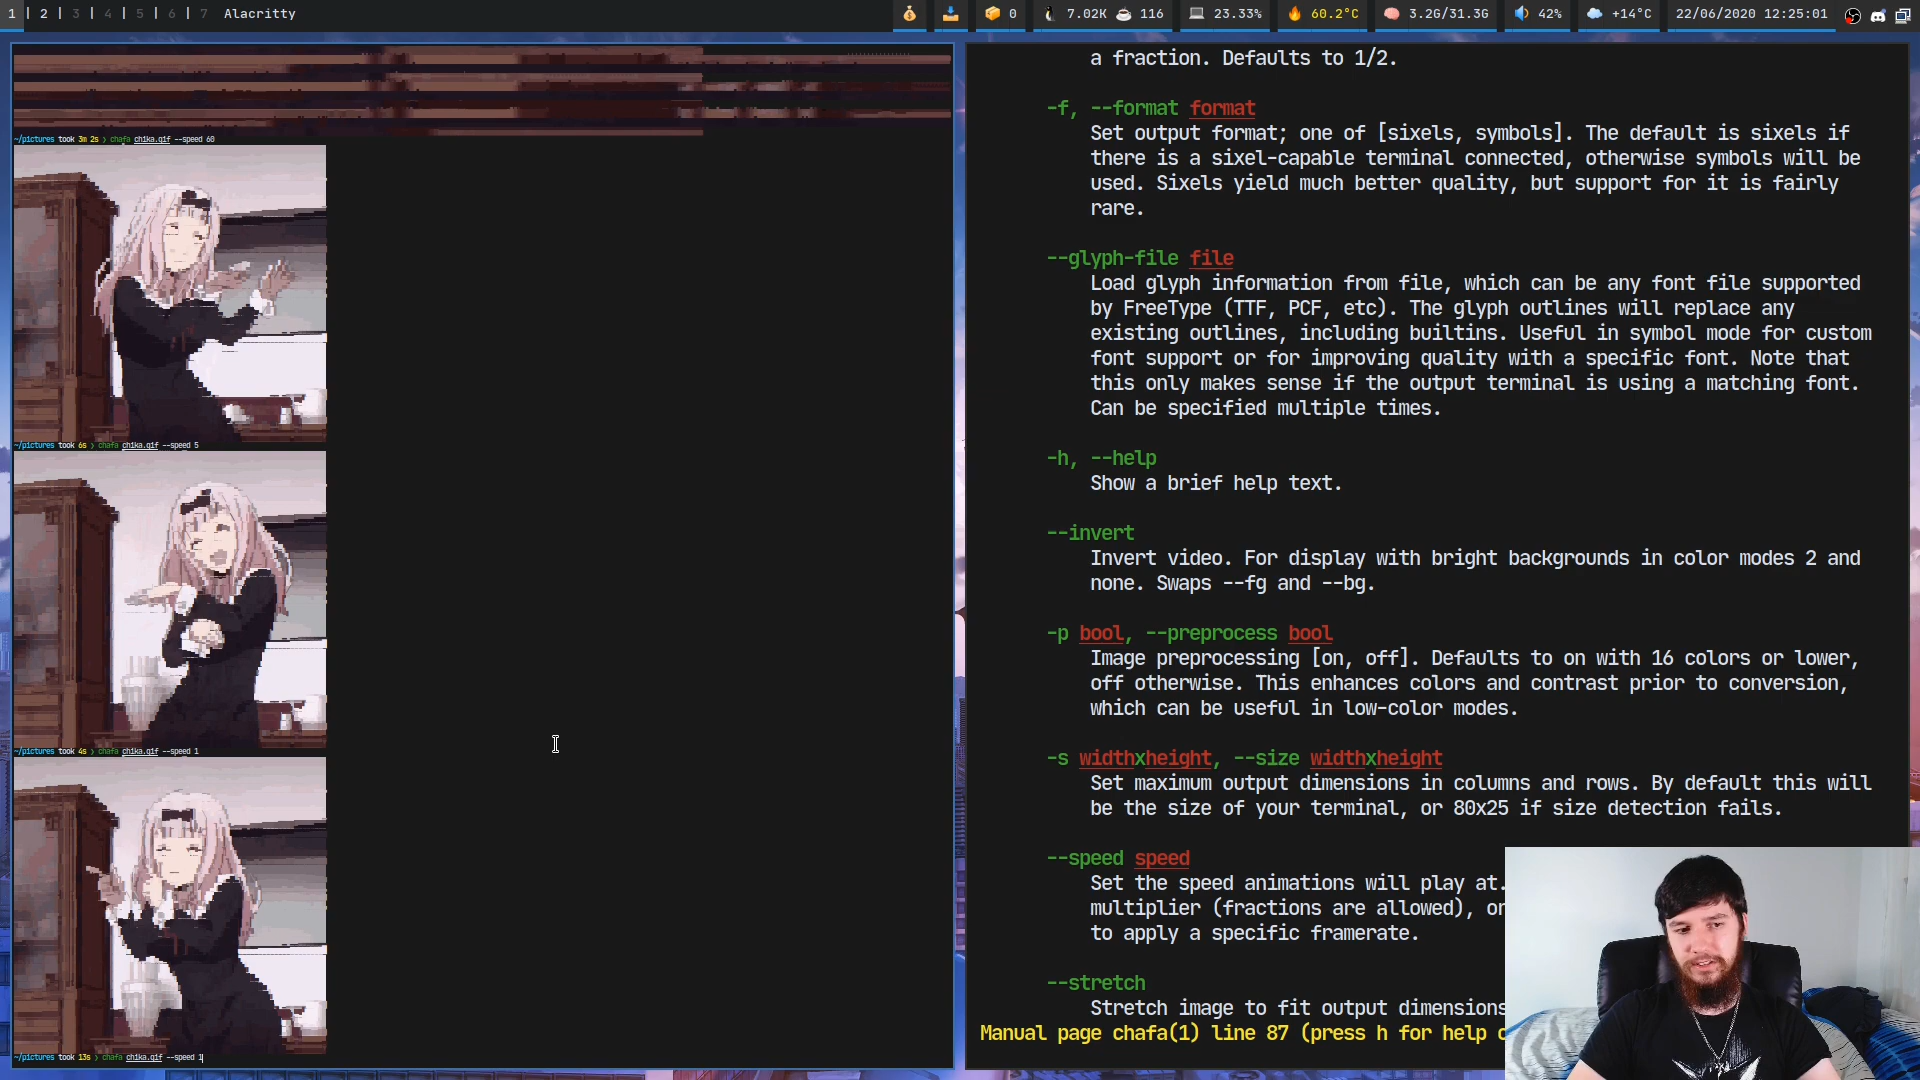 1 | 2 | 3 | 4 | 5 | 6 | 7 Alacritty
0 7.02K 116 23.33% 60.2°C 3.2G/31.3G 42% +14°C 22/06/2020 12:25:01
~/pictures took 3m 2s ❯ chafa chika.gif --speed 60
~/pictures took 6s ❯ chafa chika.gif --speed 5
~/pictures took 4s ❯ chafa chika.gif --speed 1
~/pictures took 13s ❯ chafa chika.gif --speed 1
a fraction. Defaults to 1/2.
-f, --format format
Set output format; one of [sixels, symbols]. The default is sixels if
there is a sixel-capable terminal connected, otherwise symbols will be
used. Sixels yield much better quality, but support for it is fairly
rare.
--glyph-file file
Load glyph information from file, which can be any font file supported
by FreeType (TTF, PCF, etc). The glyph outlines will replace any
existing outlines, including builtins. Useful in symbol mode for custom
font support or for improving quality with a specific font. Note that
this only makes sense if the output terminal is using a matching font.
Can be specified multiple times.
-h, --help
Show a brief help text.
--invert
Invert video. For display with bright backgrounds in color modes 2 and
none. Swaps --fg and --bg.
-p bool, --preprocess bool
Image preprocessing [on, off]. Defaults to on with 16 colors or lower,
off otherwise. This enhances colors and contrast prior to conversion,
which can be useful in low-color modes.
-s widthxheight, --size widthxheight
Set maximum output dimensions in columns and rows. By default this will
be the size of your terminal, or 80x25 if size detection fails.
--speed speed
Set the speed animations will play at.
multiplier (fractions are allowed), or
to apply a specific framerate.
--stretch
Stretch image to fit output dimensions
Manual page chafa(1) line 87 (press h for help